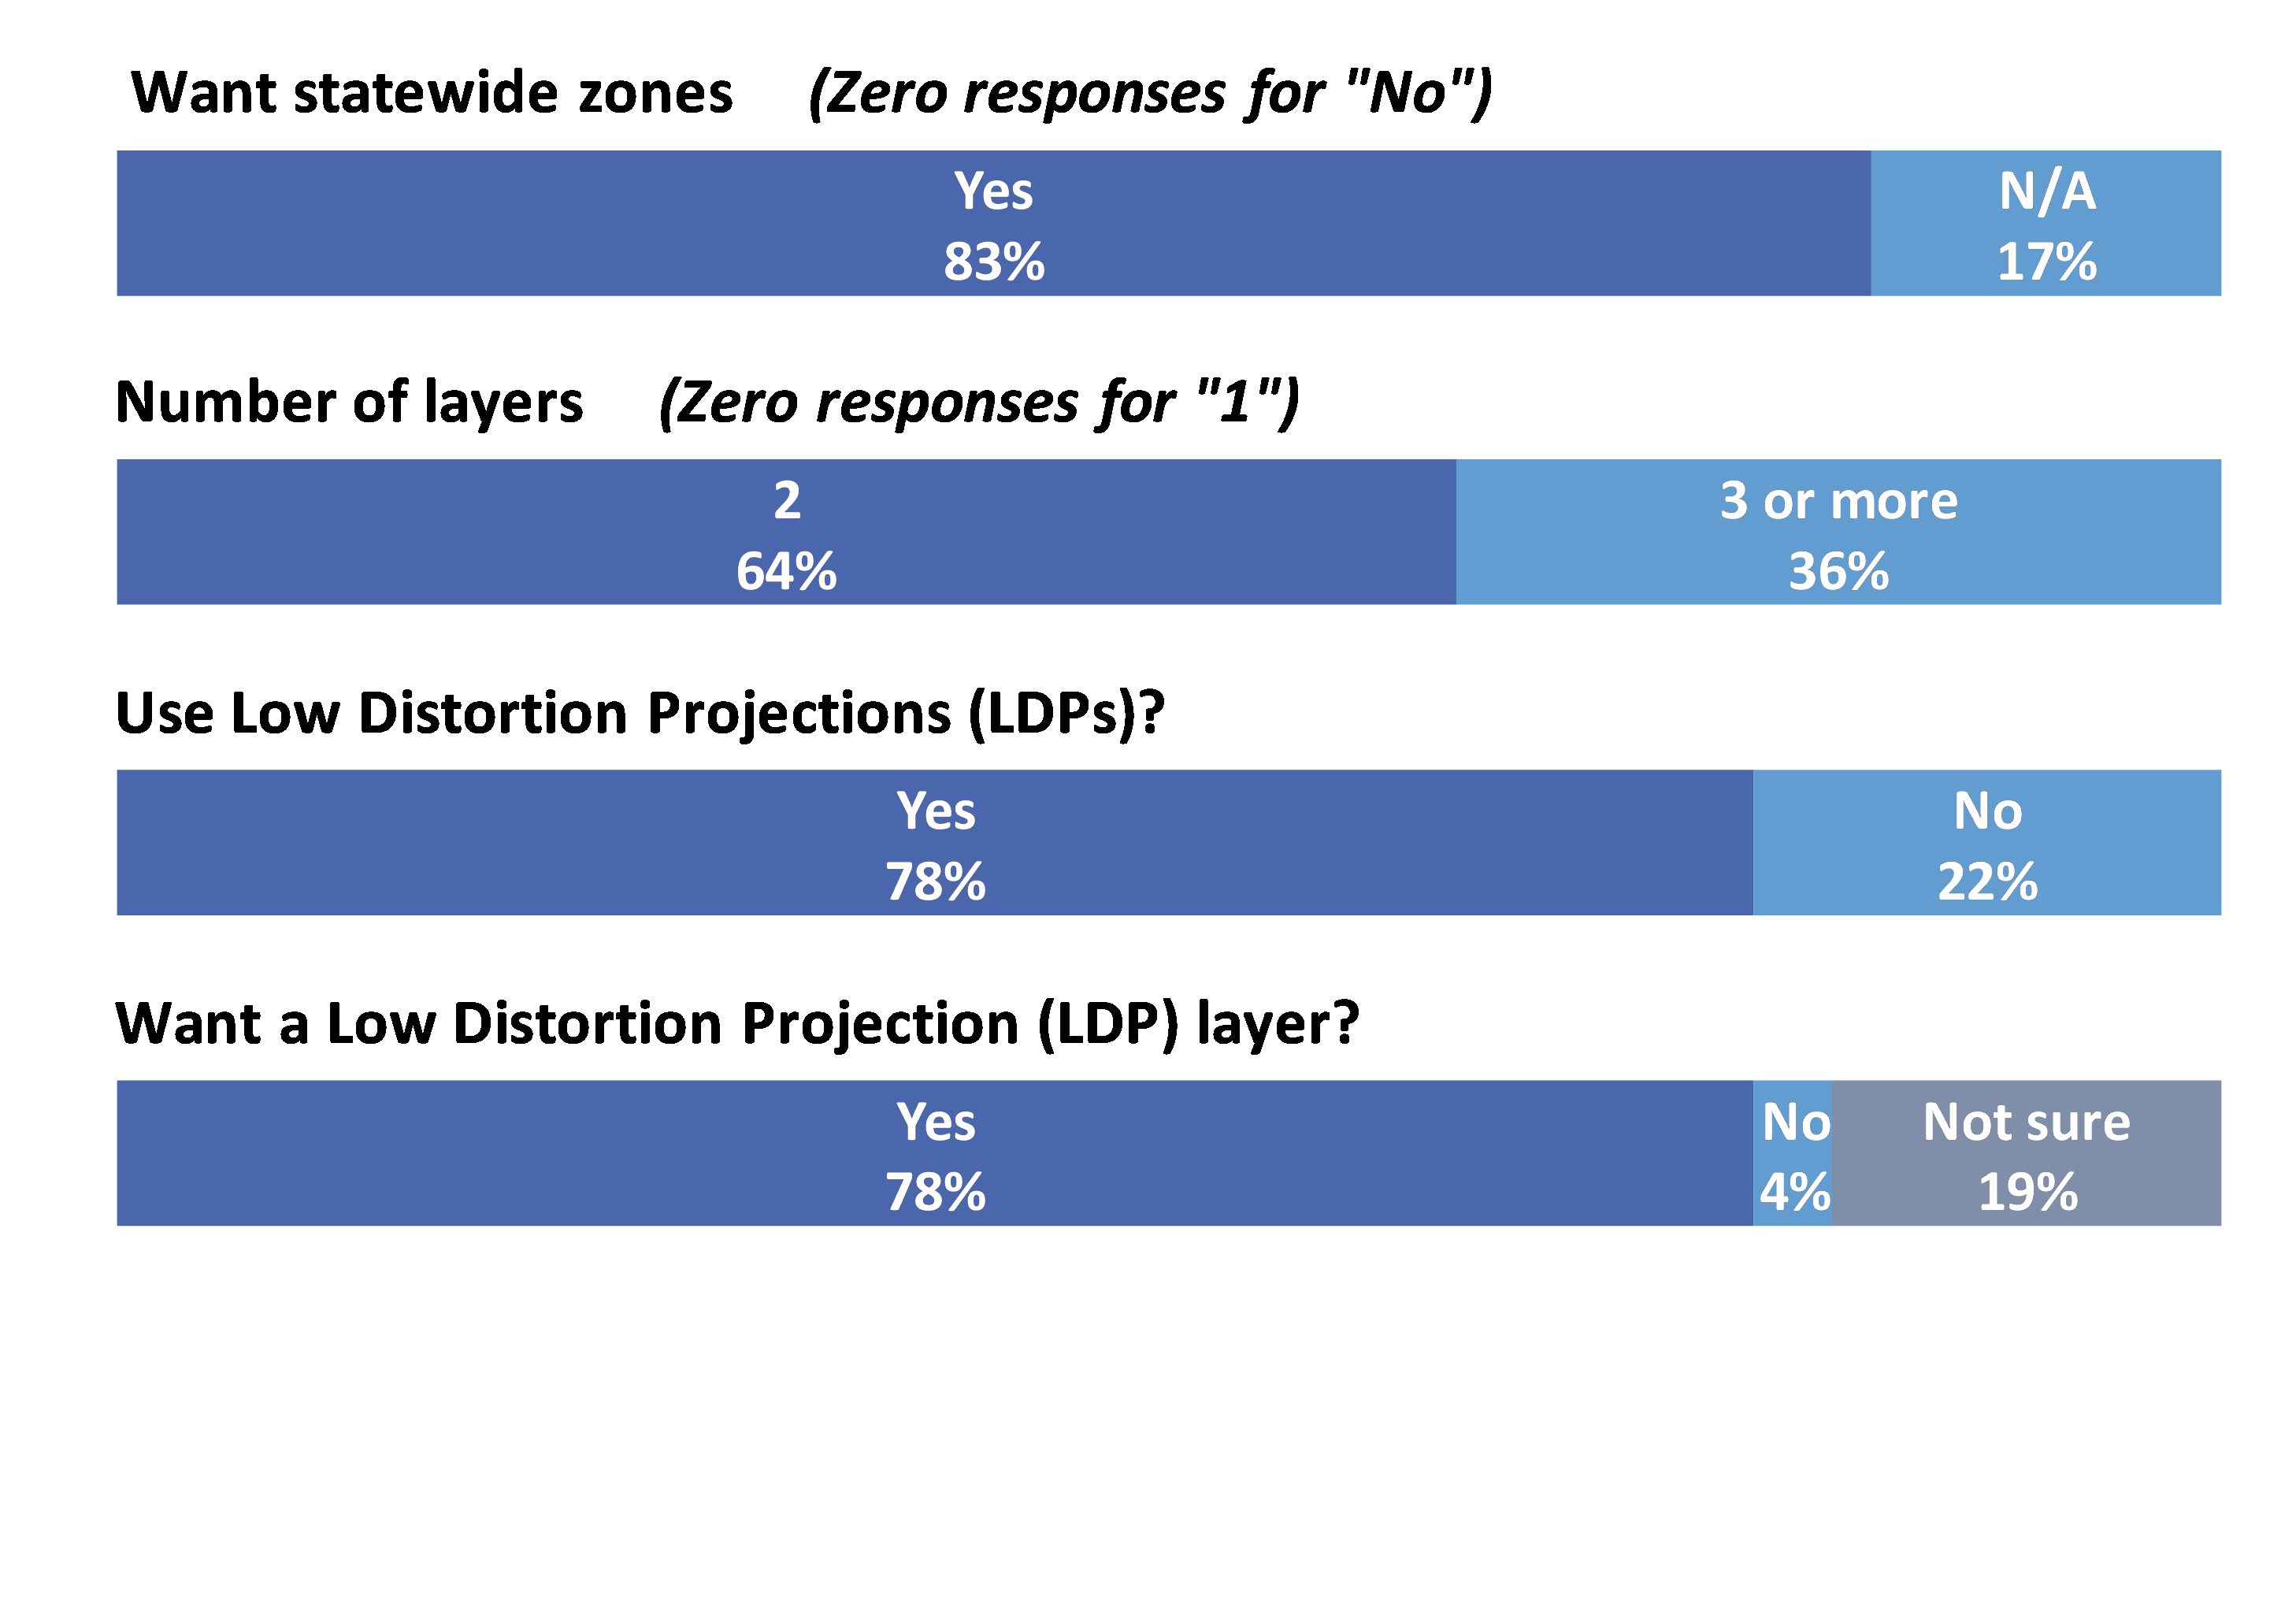 Want statewide zones (Zero responses for "No")
Yes N/A
83% 17%
Number of layers (Zero responses for "1")
2 3 or more
64% 36%
Use Low Distortion Projections (LDPs)?
Yes No
78% 22%
Want a Low Distortion Projection (LDP) layer?
Yes No Not sure
78% 4% 19%